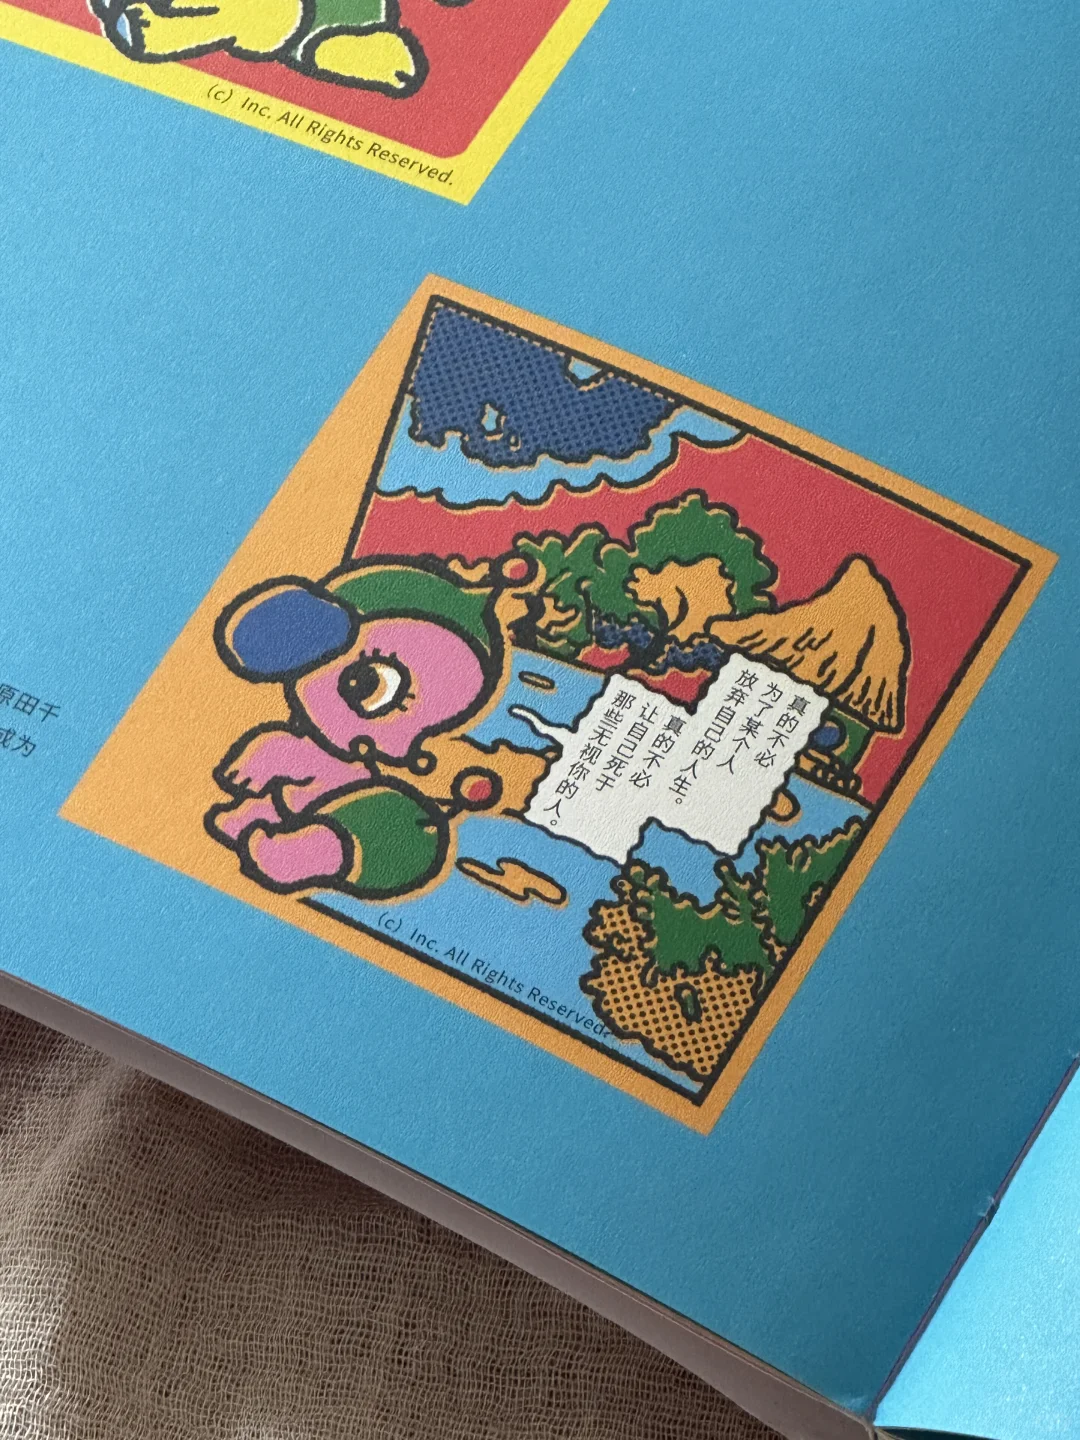 (c) Inc. All Rights Reserved.
真的不必
为了某个人
放弃自己的人生。
真的不必
让自己死于
那些无视你的人。
(c) Inc. All Rights Reserved.
原田千
成为